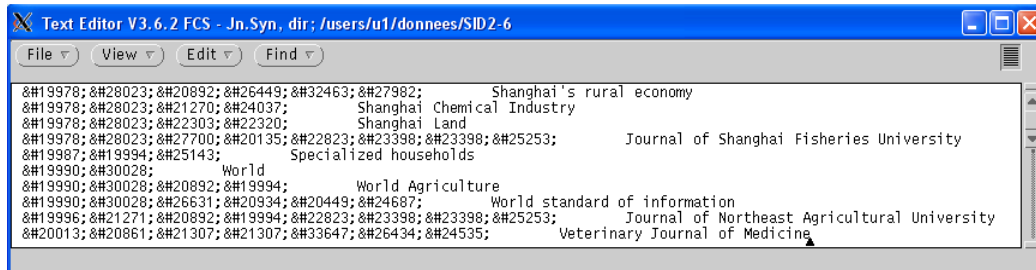 Text Editor V3.6.2 FCS - Jn.Syn, dir; /users/u1/donnees/SID2-6
File View Edit Find
&#19978;&#28023;&#20892;&#26449;&#32463;&#27982; Shanghai's rural economy
&#19978;&#28023;&#21270;&#24037; Shanghai Chemical Industry
&#19978;&#28023;&#22303;&#22320; Shanghai Land
&#19978;&#28023;&#27700;&#20135;&#22823;&#23398;&#23398;&#25253; Journal of Shanghai Fisheries University
&#19987;&#19994;&#25143; Specialized households
&#19990;&#30028; World
&#19990;&#30028;&#20892;&#19994; World Agriculture
&#19990;&#30028;&#26631;&#20934;&#20449;&#24687; World standard of information
&#19996;&#21271;&#20892;&#19994;&#22823;&#23398;&#23398;&#25253; Journal of Northeast Agricultural University
&#20013;&#20861;&#21307;&#21307;&#33647;&#26434;&#24535; Veterinary Journal of Medicine